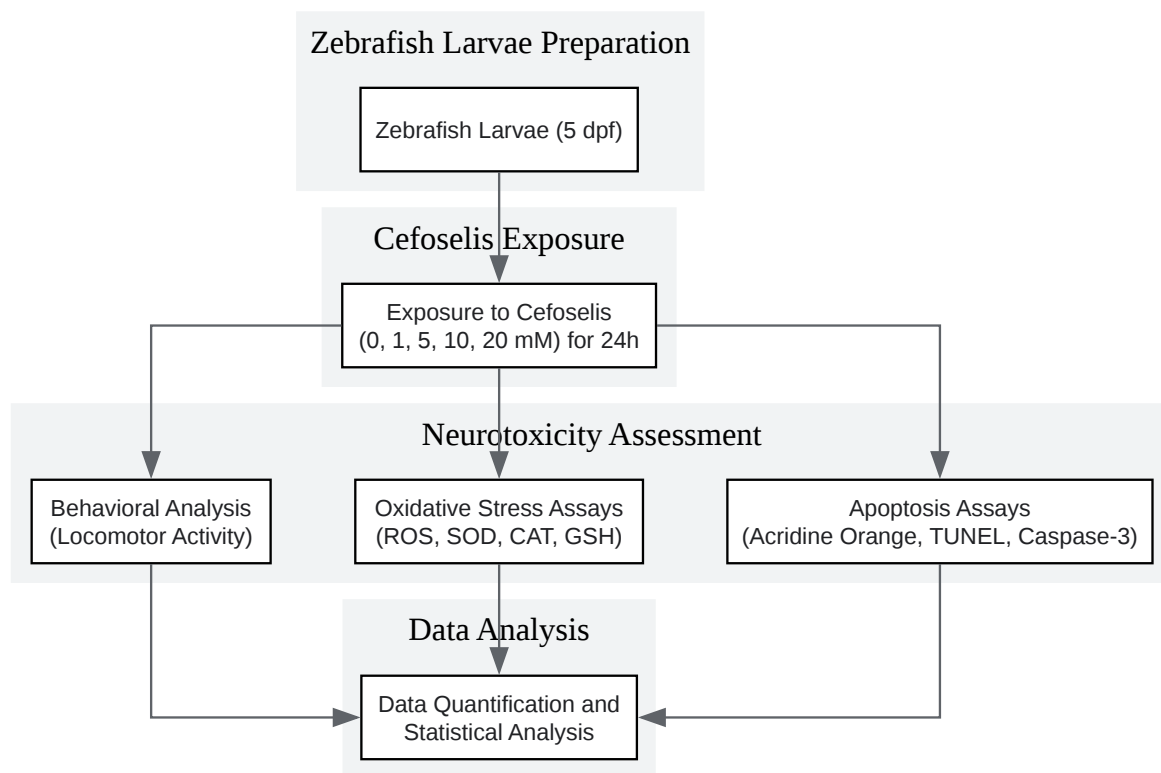 Zebrafish Larvae Preparation
Zebrafish Larvae (5 dpf)
Cefoselis Exposure
Exposure to Cefoselis
(0, 1, 5, 10, 20 mM) for 24h
Neurotoxicity Assessment
Behavioral Analysis
(Locomotor Activity)
Oxidative Stress Assays
(ROS, SOD, CAT, GSH)
Apoptosis Assays
(Acridine Orange, TUNEL, Caspase-3)
Data Analysis
Data Quantification and
Statistical Analysis